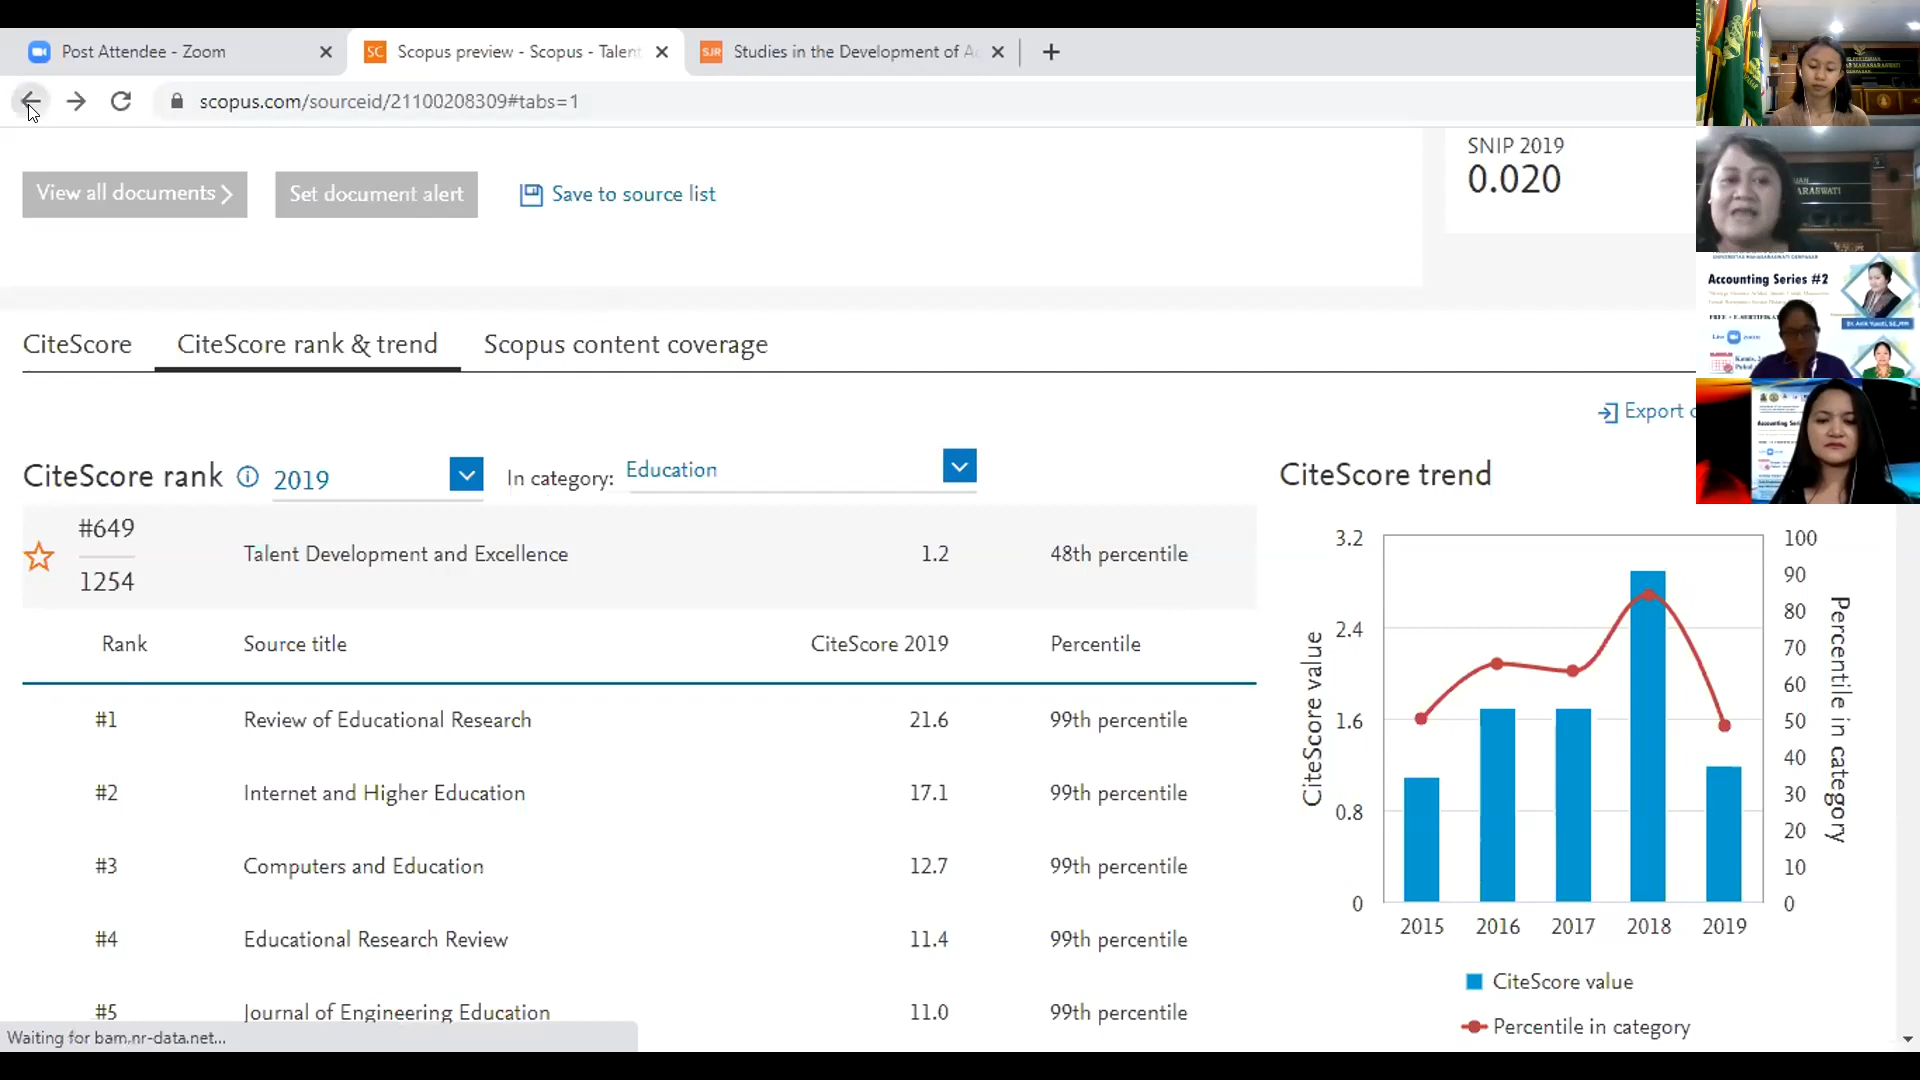 Post Attendee - Zoom
SC Scopus preview - Scopus - Talent
SJR Studies in the Development of Ac
scopus.com/sourceid/21100208309#tabs=1
SNIP 2019
0.020
View all documents
Set document alert
Save to source list
CiteScore
CiteScore rank & trend
Scopus content coverage
Export
CiteScore rank
2019
In category:
Education
#649
1254
Talent Development and Excellence
1.2
48th percentile
Rank
Source title
CiteScore 2019
Percentile
#1
Review of Educational Research
21.6
99th percentile
#2
Internet and Higher Education
17.1
99th percentile
#3
Computers and Education
12.7
99th percentile
#4
Educational Research Review
11.4
99th percentile
#5
Journal of Engineering Education
11.0
99th percentile
Waiting for bam.nr-data.net...
CiteScore trend
CiteScore value
3.2
2.4
1.6
0.8
0
100
90
80
70
60
50
40
30
20
10
0
Percentile in category
2015
2016
2017
2018
2019
CiteScore value
Percentile in category
Accounting Series #2